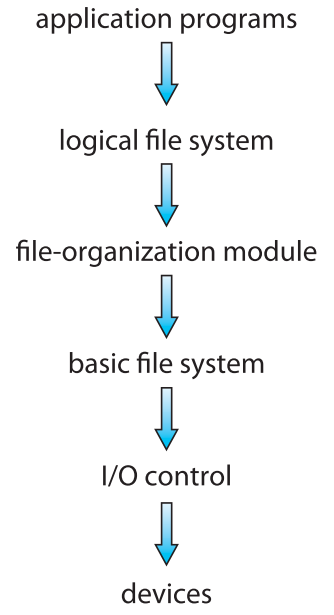 application programs
logical file system
file-organization module
basic file system
I/O control
devices